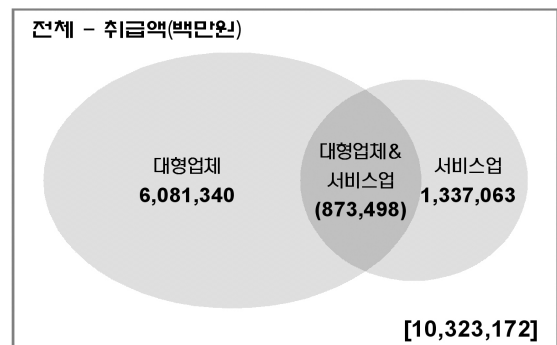 전체 - 취급액(백만원)
대형업체
6,081,340
대형업체&
서비스업
(873,498)
서비스업
1,337,063
[10,323,172]